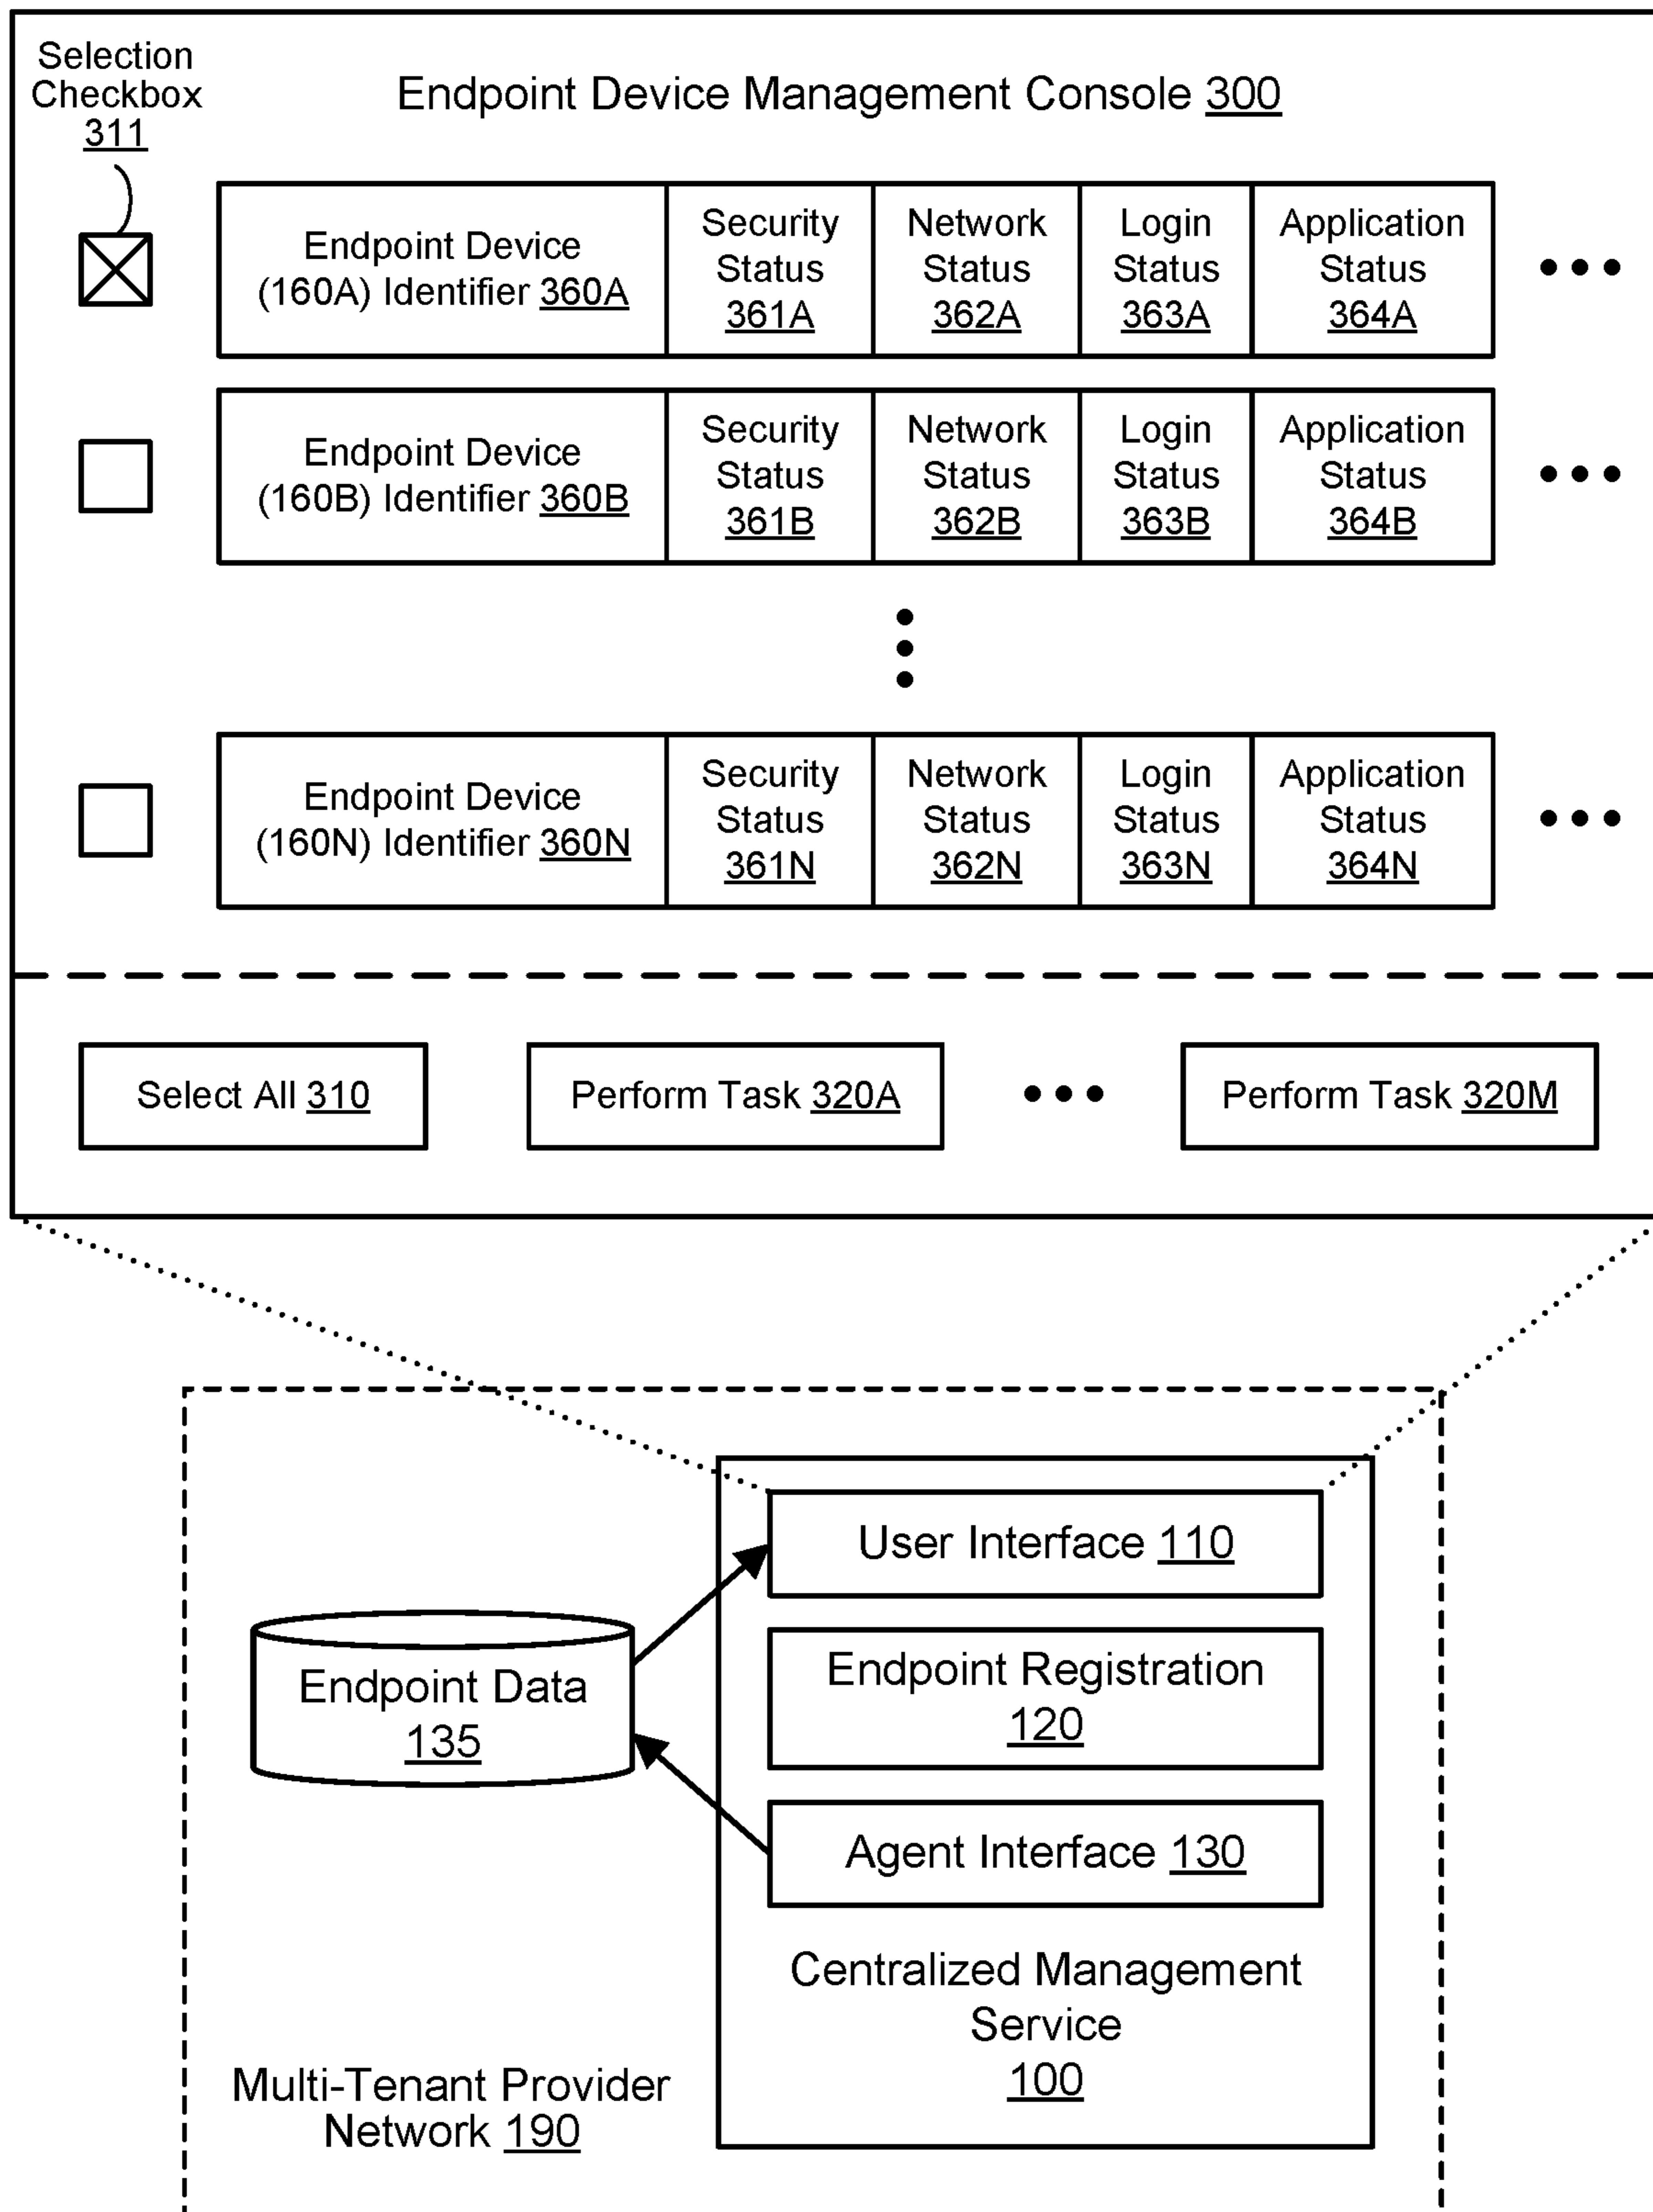 Selection
Checkbox
311
Endpoint Device Management Console 300
Endpoint Device
(160A) Identifier 360A
Security
Status
361A
Network
Status
362A
Login
Status
363A
Application
Status
364A
Endpoint Device
(160B) Identifier 360B
Security
Status
361B
Network
Status
362B
Login
Status
363B
Application
Status
364B
Endpoint Device
(160N) Identifier 360N
Security
Status
361N
Network
Status
362N
Login
Status
363N
Application
Status
364N
Select All 310
Perform Task 320A
Perform Task 320M
User Interface 110
Endpoint Data
135
Endpoint Registration
120
Agent Interface 130
Centralized Management
Service
100
Multi-Tenant Provider
Network 190